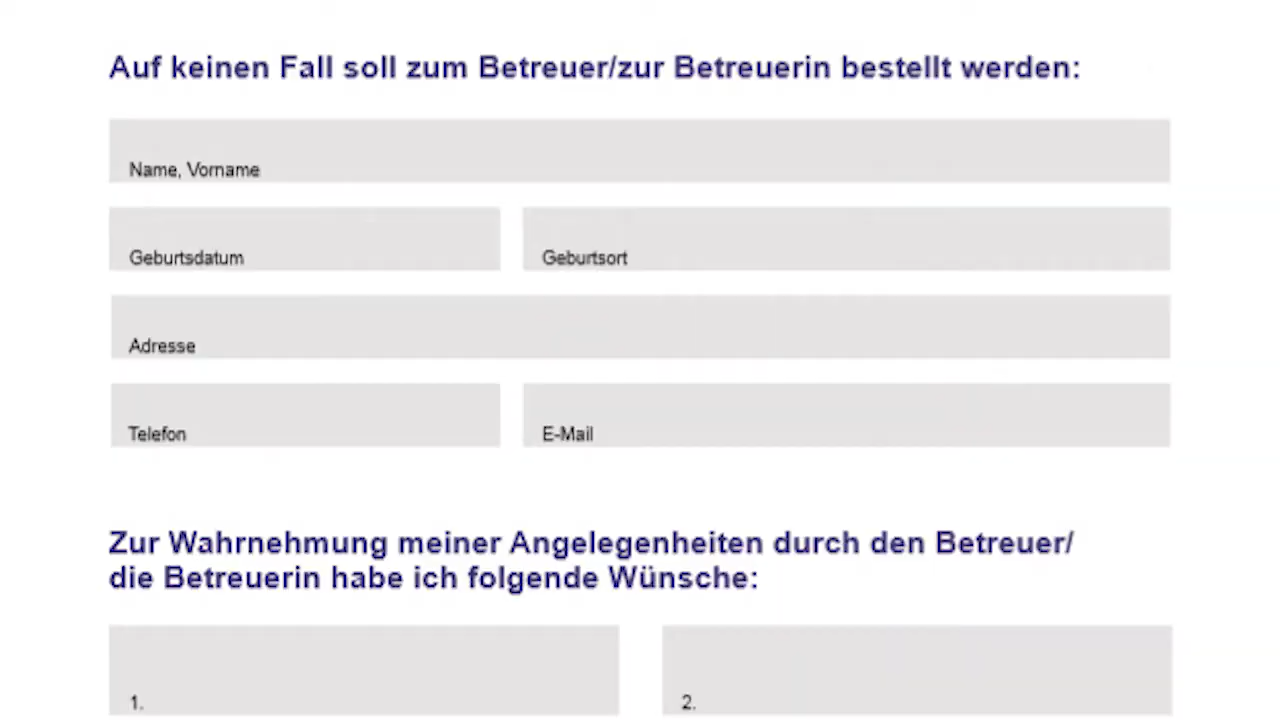 Auf keinen Fall soll zum Betreuer/zur Betreuerin bestellt werden:
Name, Vorname
Geburtsdatum
Geburtsort
Adresse
Telefon
E-Mail
Zur Wahrnehmung meiner Angelegenheiten durch den Betreuer/
die Betreuerin habe ich folgende Wünsche:
1.
2.